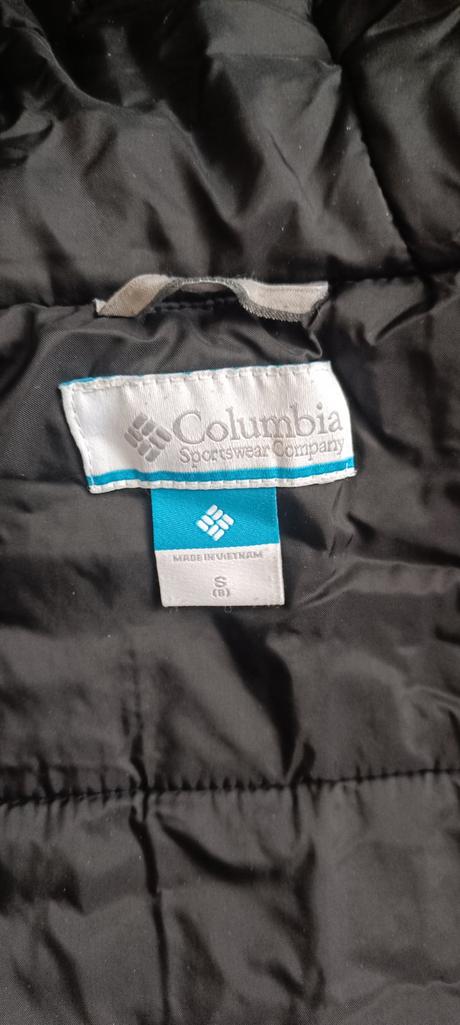 Columbia
Sportswear Company
MADE IN VIETNAM
S
(8)